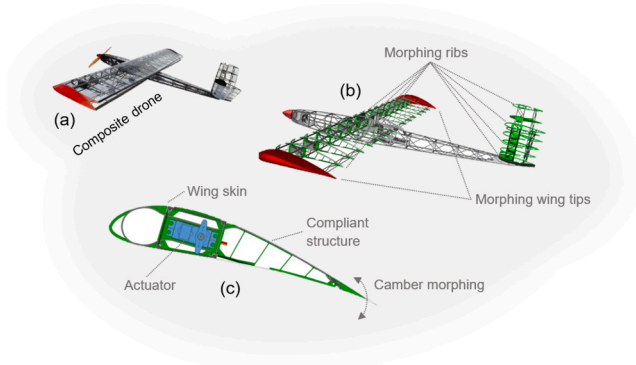 Morphing ribs
(b)
(a)
Composite drone
Morphing wing tips
Wing skin
Compliant
structure
Actuator
(c)
Camber morphing